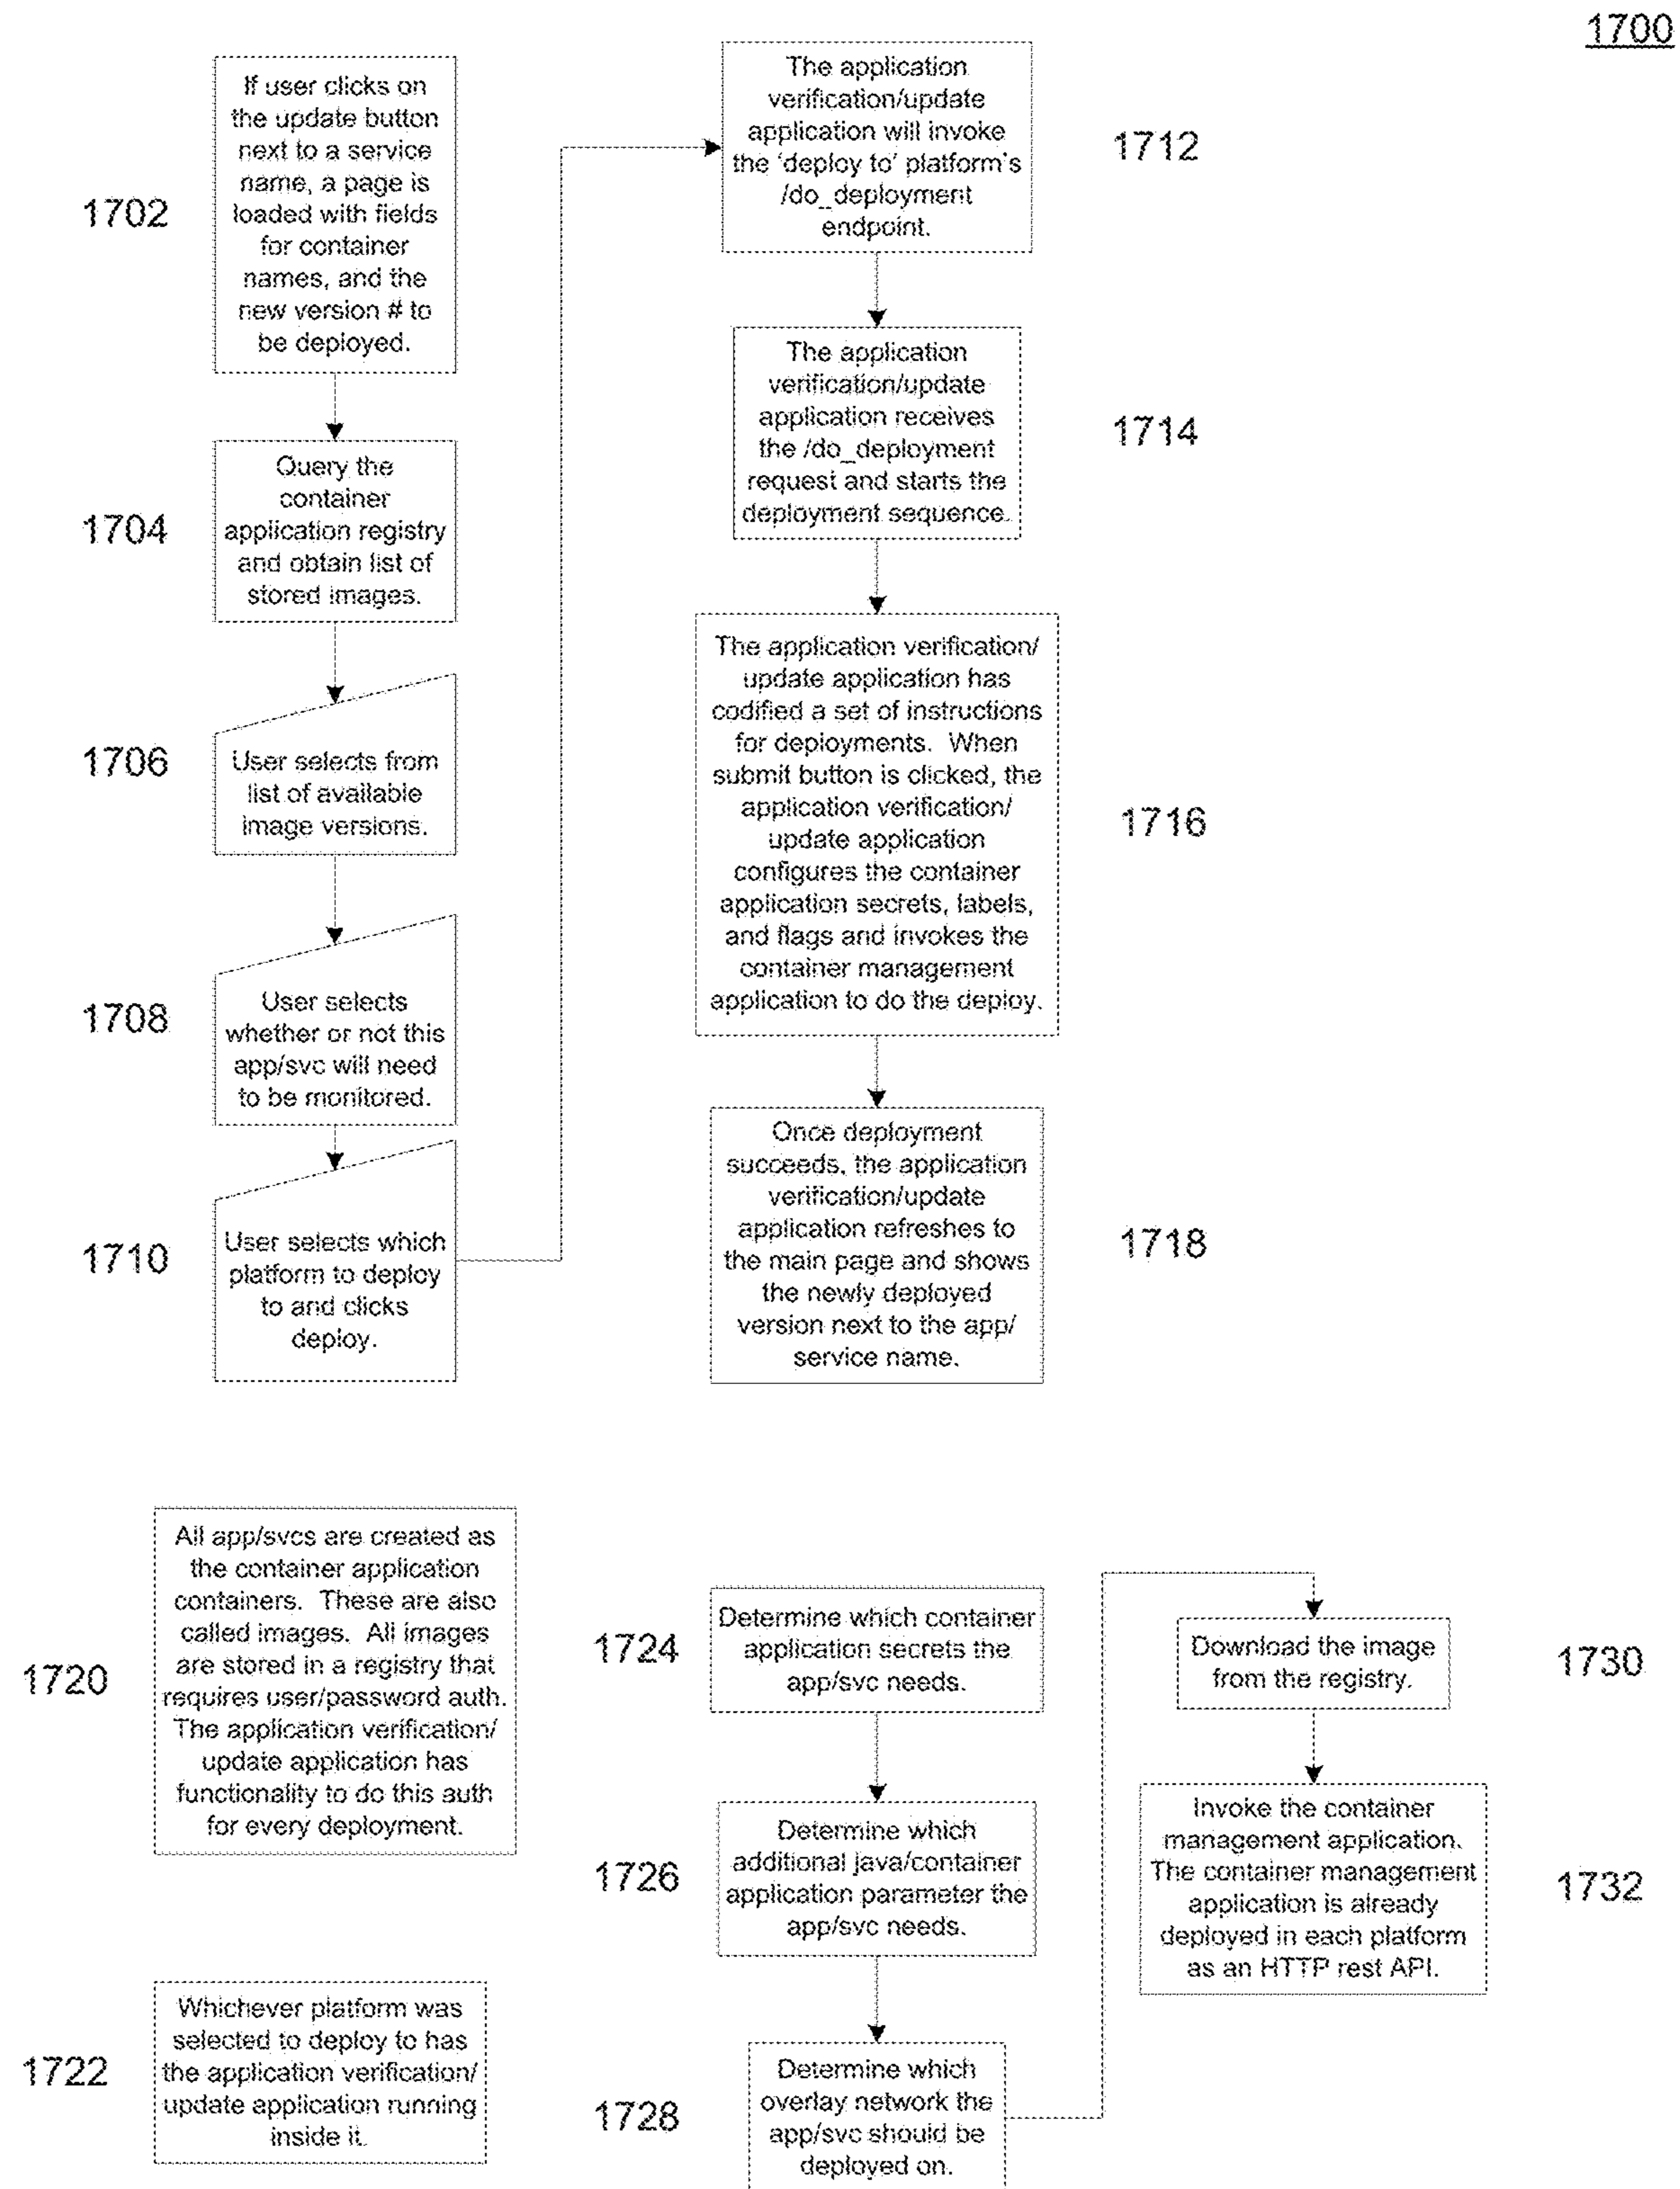 1700
1702
If user clicks on
the update button
next to a service
name, a page is
loaded with fields
for container
names, and the
new version # to
be deployed.
1704
Query the
container
application registry
and obtain list of
stored images.
1706
User selects from
list of available
image versions.
1708
User selects
whether or not this
app/svc will need
to be monitored.
1710
User selects which
platform to deploy
to and clicks
deploy.
The application
verification/update
application will invoke
the 'deploy to' platform's
/do_deployment
endpoint.
1712
The application
verification/update
application receives
the /do_deployment
request and starts the
deployment sequence.
1714
The application verification/
update application has
codified a set of instructions
for deployments. When
submit button is clicked, the
application verification/
update application
configures the container
application secrets, labels,
and flags and invokes the
container management
application to do the deploy.
1716
Once deployment
succeeds, the application
verification/update
application refreshes to
the main page and shows
the newly deployed
version next to the app/
service name.
1718
1720
All app/svcs are created as
the container application
containers. These are also
called images. All images
are stored in a registry that
requires user/password auth.
The application verification/
update application has
functionality to do this auth
for every deployment.
1722
Whichever platform was
selected to deploy to has
the application verification/
update application running
inside it.
1724
Determine which container
application secrets the
app/svc needs.
1726
Determine which
additional java/container
application parameter the
app/svc needs.
1728
Determine which
overlay network the
app/svc should be
deployed on.
Download the image
from the registry.
1730
Invoke the container
management application.
The container management
application is already
deployed in each platform
as an HTTP rest API.
1732